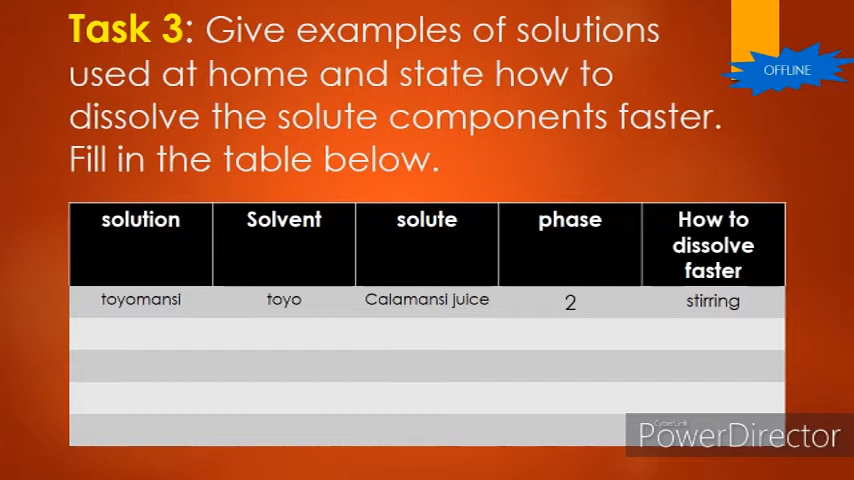 Task 3: Give examples of solutions
used at home and state how to
dissolve the solute components faster.
Fill in the table below.
OFFLINE
solution Solvent solute phase How to
dissolve
faster
toyomansi toyo Calamansi juice 2 stirring
CyberLink
PowerDirector